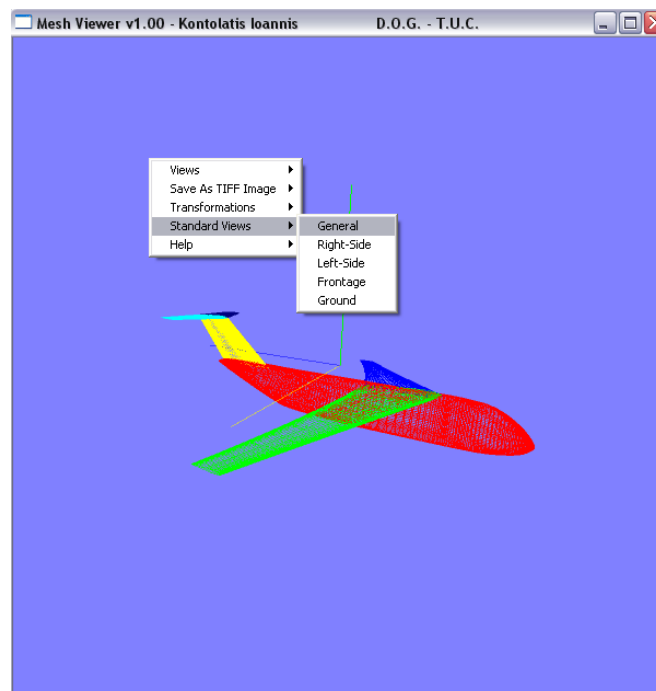 Mesh Viewer v1.00 - Kontolatis Ioannis D.O.G. - T.U.C.
Views
Save As TIFF Image
Transformations
Standard Views
Help
General
Right-Side
Left-Side
Frontage
Ground